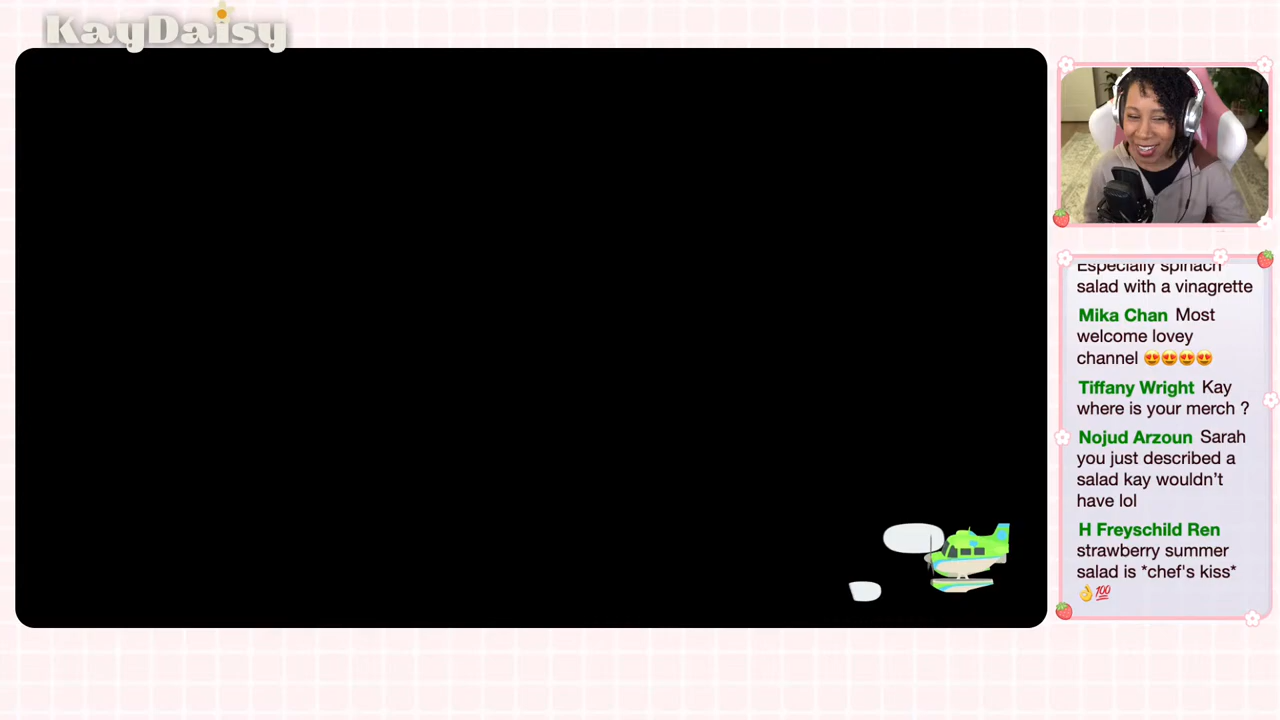 KayDaisy
Especially spinach
salad with a vinagrette
Mika Chan Most
welcome lovey
channel 😍😍😍😍
Tiffany Wright Kay
where is your merch ?
Nojud Arzoun Sarah
you just described a
salad kay wouldn't
have lol
H Freyschild Ren
strawberry summer
salad is *chef's kiss*
👌💯